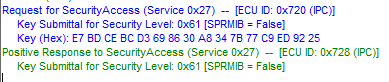 Request for SecurityAccess (Service 0x27)  --  [ECU ID: 0x720 (IPC)]
Key Submittal for Security Level: 0x61 [SPRMIB = False]
Key (Hex): E7 BD CE BC D3 69 86 30 A8 34 7B 77 C9 ED 92 25
Positive Response to SecurityAccess (Service 0x27)  --  [ECU ID: 0x728 (IPC)]
Key Submittal for Security Level: 0x61 [SPRMIB = False]